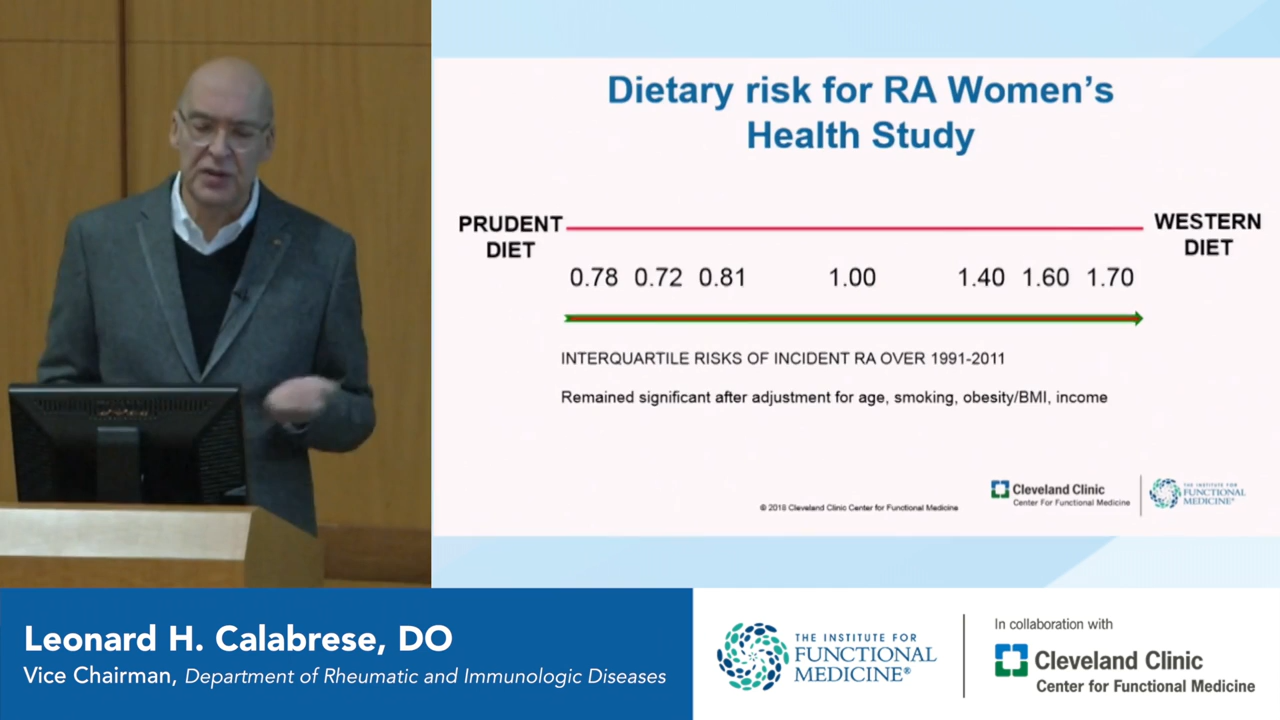 Dietary risk for RA Women's
Health Study
PRUDENT
DIET
WESTERN
DIET
0.78 0.72 0.81 1.00 1.40 1.60 1.70
INTERQUARTILE RISKS OF INCIDENT RA OVER 1991-2011
Remained significant after adjustment for age, smoking, obesity/BMI, income
Cleveland Clinic
Center For Functional Medicine
THE INSTITUTE FOR
FUNCTIONAL
MEDICINE®
© 2018 Cleveland Clinic Center for Functional Medicine
Leonard H. Calabrese, DO
Vice Chairman, Department of Rheumatic and Immunologic Diseases
THE INSTITUTE FOR
FUNCTIONAL
MEDICINE®
In collaboration with
Cleveland Clinic
Center for Functional Medicine